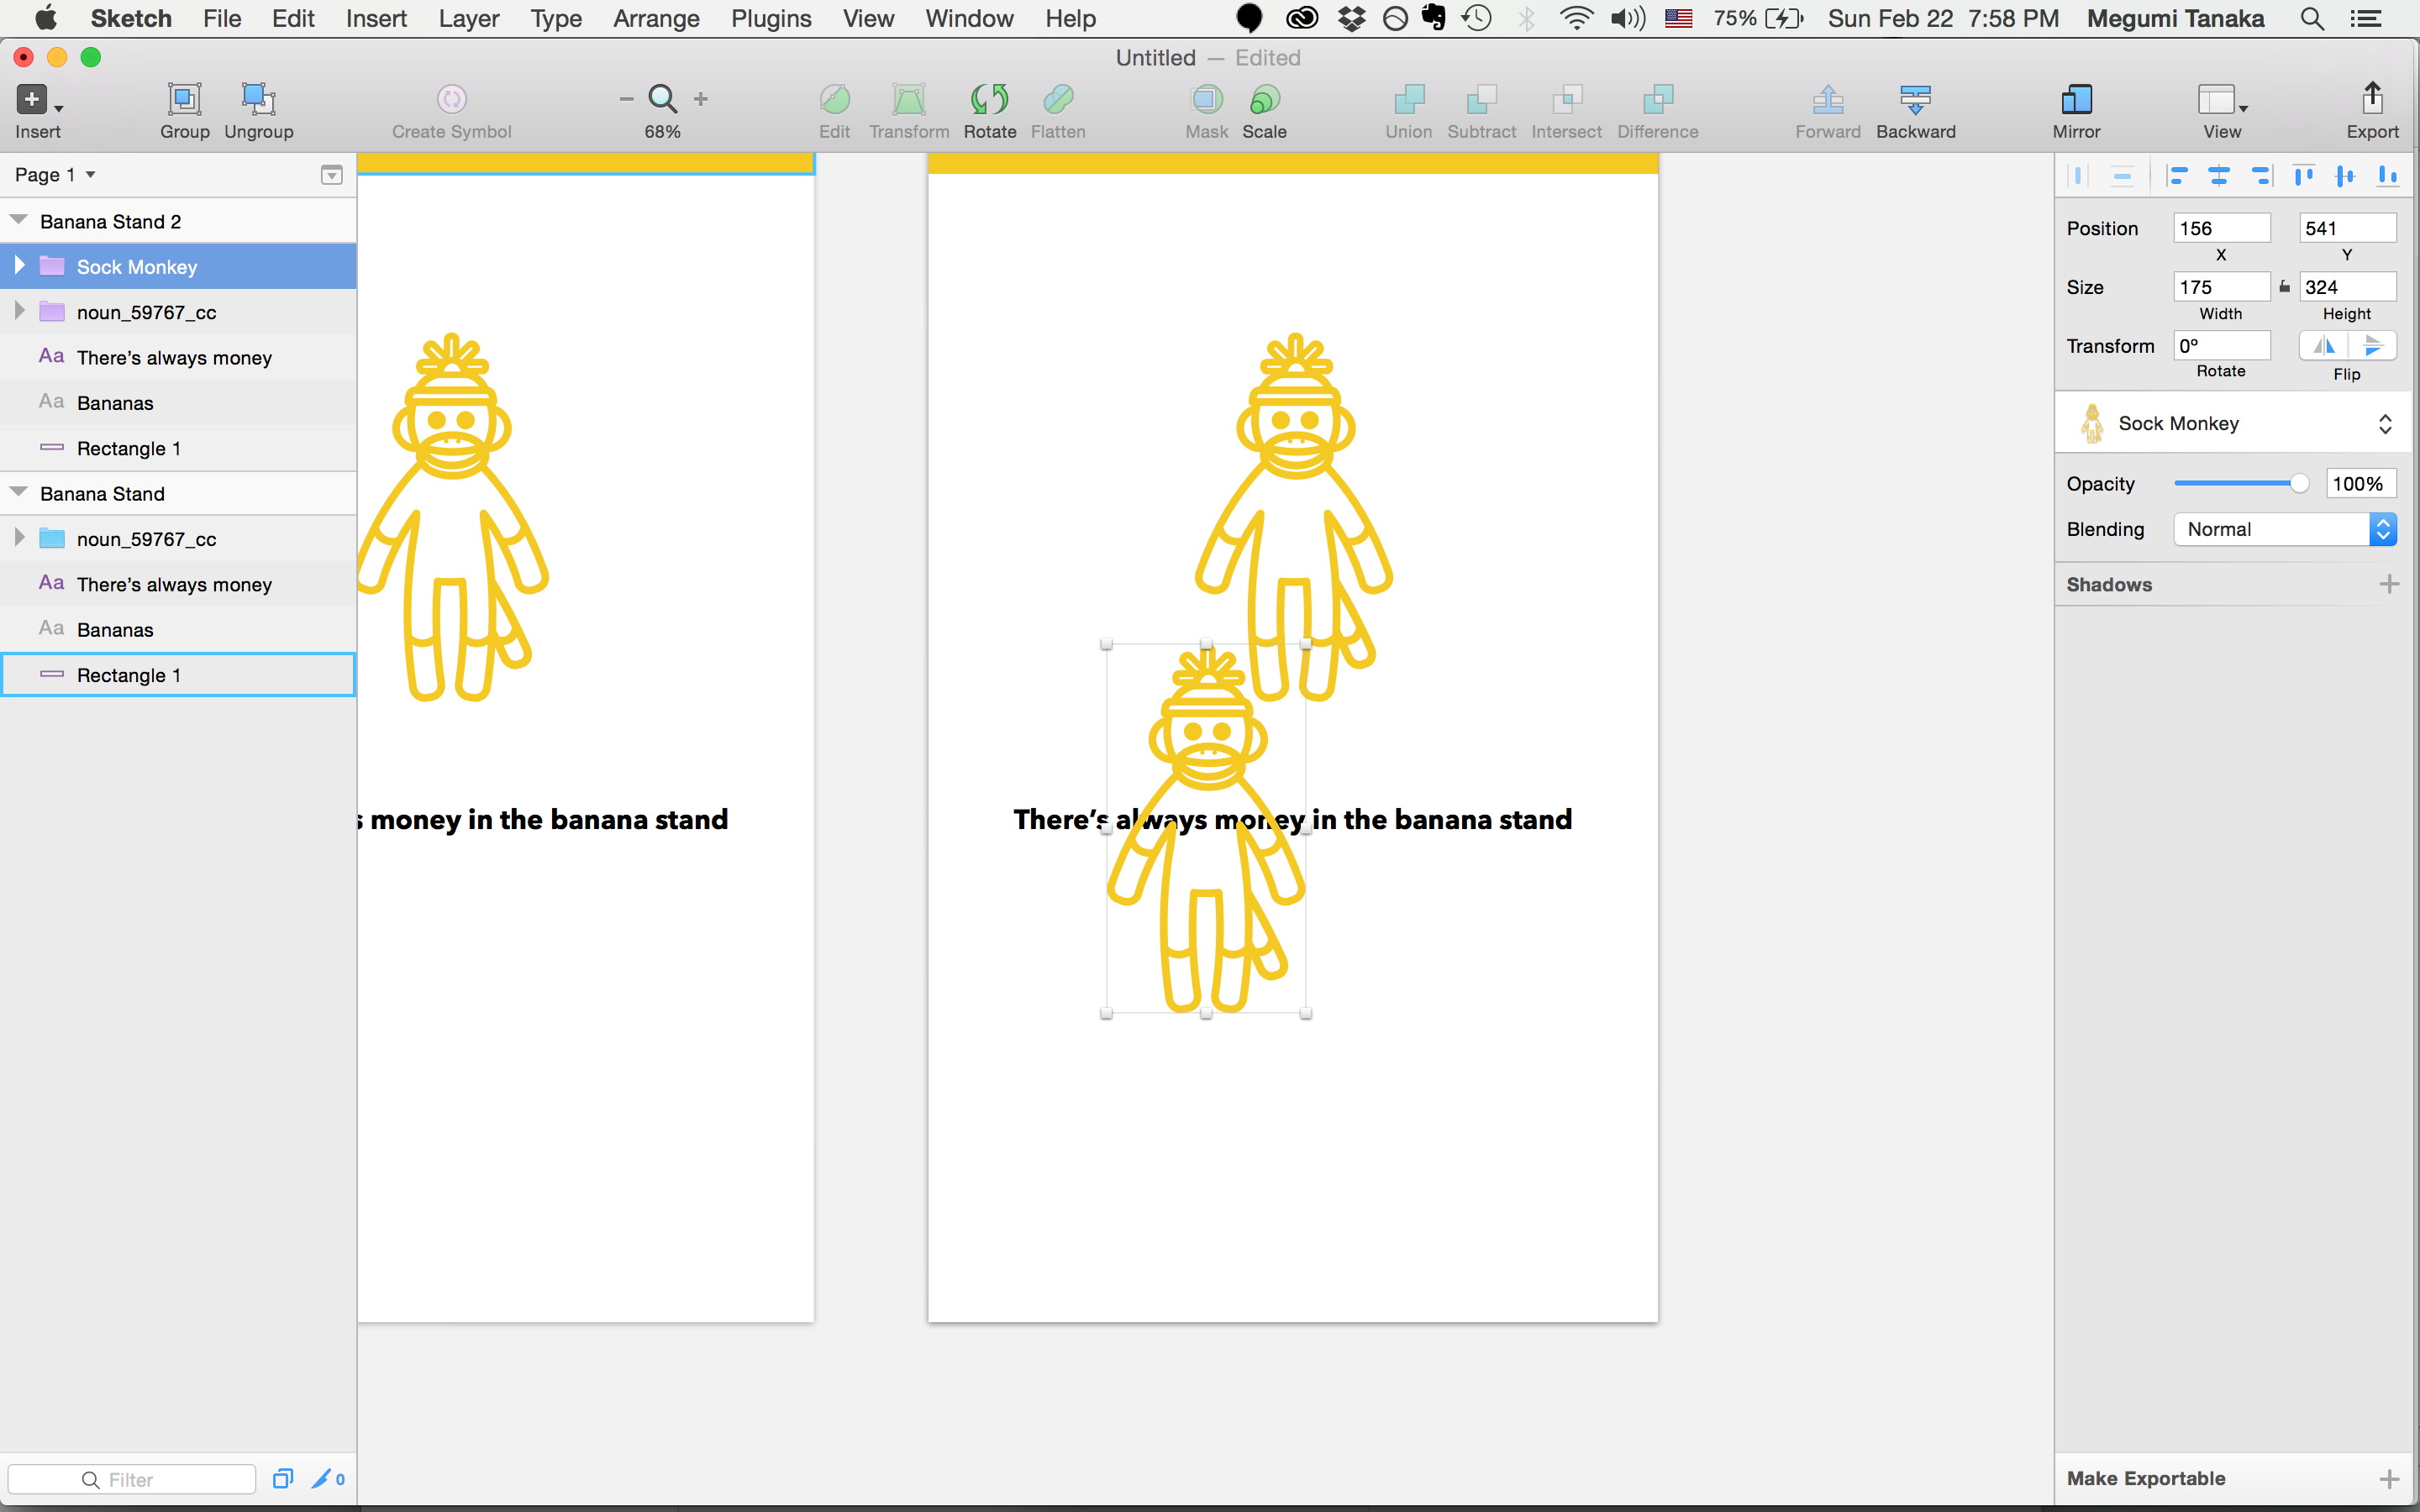 Sketch File Edit Insert Layer Type Arrange Plugins View Window Help 75% Sun Feb 22 7:58 PM Megumi Tanaka
Untitled — Edited
Insert Group Ungroup Create Symbol 68% Edit Transform Rotate Flatten Mask Scale Union Subtract Intersect Difference Forward Backward Mirror View Export
Page 1
Banana Stand 2
Sock Monkey
noun_59767_cc
Aa There’s always money
Aa Bananas
Rectangle 1
Banana Stand
noun_59767_cc
Aa There’s always money
Aa Bananas
Rectangle 1
Filter 0
s money in the banana stand
There’s always money in the banana stand
Position 156 541
X Y
Size 175 324
Width Height
Transform 0º
Rotate Flip
Sock Monkey
Opacity 100%
Blending Normal
Shadows
Make Exportable